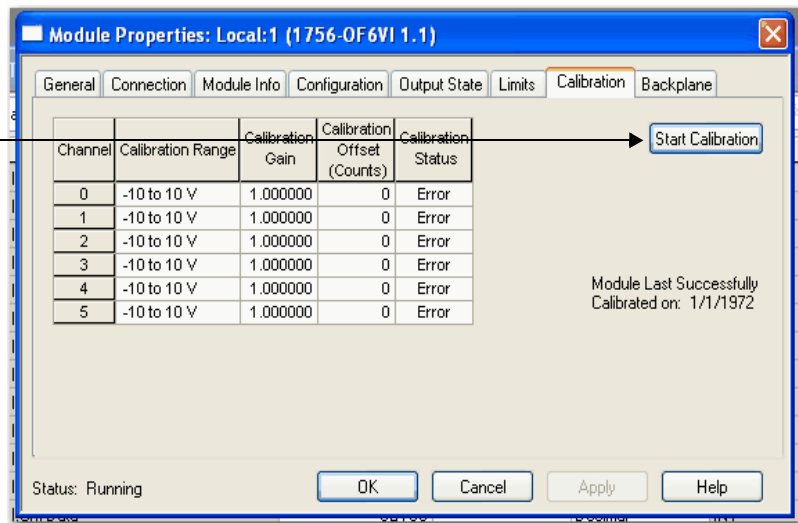 Module Properties: Local:1 (1756-OF6VI 1.1)
General Connection Module Info Configuration Output State Limits Calibration Backplane
Channel Calibration Range Calibration Gain Calibration Offset (Counts) Calibration Status
Start Calibration
0 -10 to 10 V 1.000000 0 Error
1 -10 to 10 V 1.000000 0 Error
2 -10 to 10 V 1.000000 0 Error
3 -10 to 10 V 1.000000 0 Error
4 -10 to 10 V 1.000000 0 Error
5 -10 to 10 V 1.000000 0 Error
Module Last Successfully
Calibrated on: 1/1/1972
Status: Running
OK Cancel Apply Help